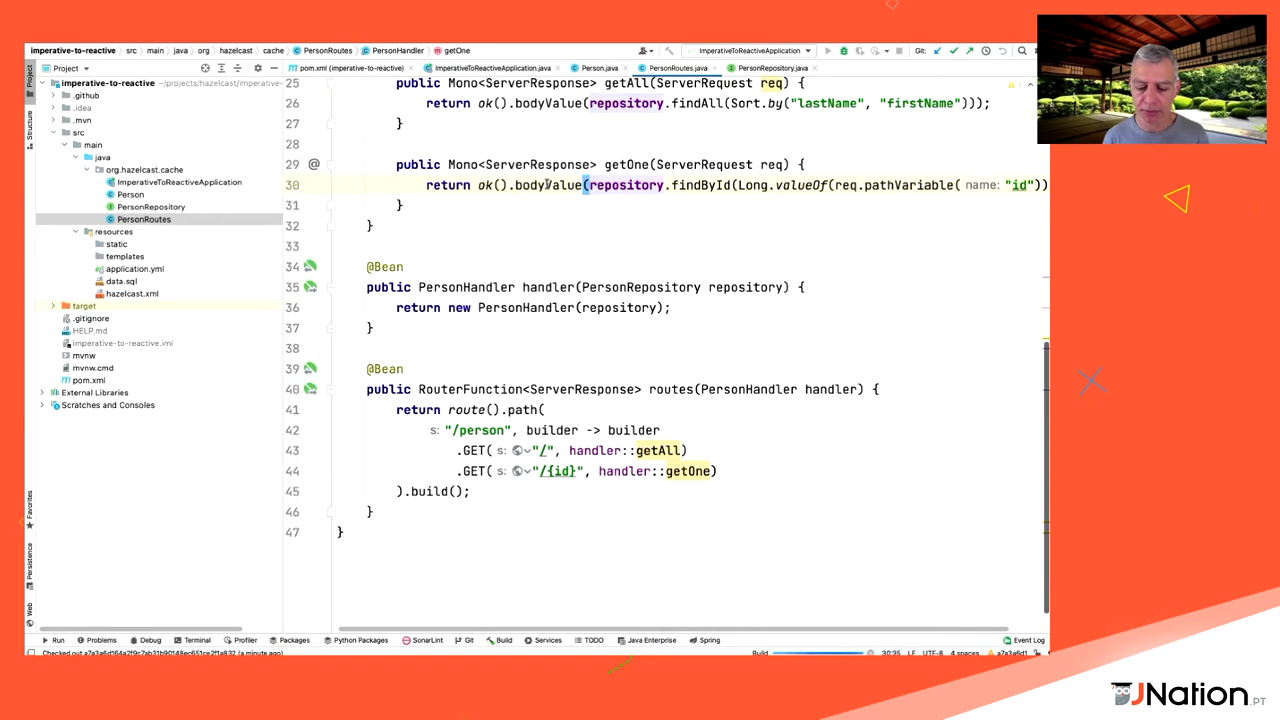 imperative-to-reactive src main java org hazelcast cache PersonRoutes PersonHandler getOne ImperativeToReactiveApplication Git:
Project pom.xml (imperative-to-reactive) ImperativeToReactiveApplication.java Person.java PersonRoutes.java PersonRepository.java
Project
Structure
Favorites
Persistence
Web
imperative-to-reactive ~/projects/hazelcast/imperative-
.github
.idea
.mvn
src
main
java
org.hazelcast.cache
ImperativeToReactiveApplication
Person
PersonRepository
PersonRoutes
resources
static
templates
application.yml
data.sql
hazelcast.xml
target
.gitignore
HELP.md
imperative-to-reactive.iml
mvnw
mvnw.cmd
pom.xml
External Libraries
Scratches and Consoles
25 public Mono<ServerResponse> getAll(ServerRequest req) {
26 return ok().bodyValue(repository.findAll(Sort.by("lastName", "firstName")));
27 }
28
29 @ public Mono<ServerResponse> getOne(ServerRequest req) {
30 return ok().bodyValue(repository.findById(Long.valueOf(req.pathVariable( name: "id"))
31 }
32 }
33
34 @Bean
35 public PersonHandler handler(PersonRepository repository) {
36 return new PersonHandler(repository);
37 }
38
39 @Bean
40 public RouterFunction<ServerResponse> routes(PersonHandler handler) {
41 return route().path(
42 s: "/person", builder -> builder
43 .GET( s: "/", handler::getAll)
44 .GET( s: "/{id}", handler::getOne)
45 ).build();
46 }
47 }
Run Problems Debug Terminal Profiler Packages Python Packages SonarLint Git Build Services TODO Java Enterprise Spring Event Log
Checked out a7a3a6d164a2f9c7ab31b90148ec651ce2f1a832 (a minute ago) Build 30:35 LF UTF-8 4 spaces a7a3a6d1
JNation.PT